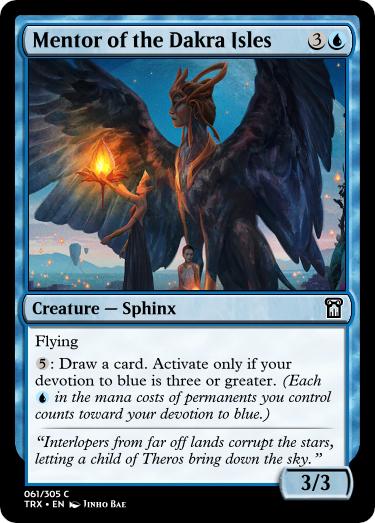 Mentor of the Dakra Isles 3
Creature — Sphinx
Flying
5: Draw a card. Activate only if your
devotion to blue is three or greater. (Each
in the mana costs of permanents you control
counts toward your devotion to blue.)
“Interlopers from far off lands corrupt the stars,
letting a child of Theros bring down the sky.”
3/3
061/305 C
TRX • EN Jinho Bae